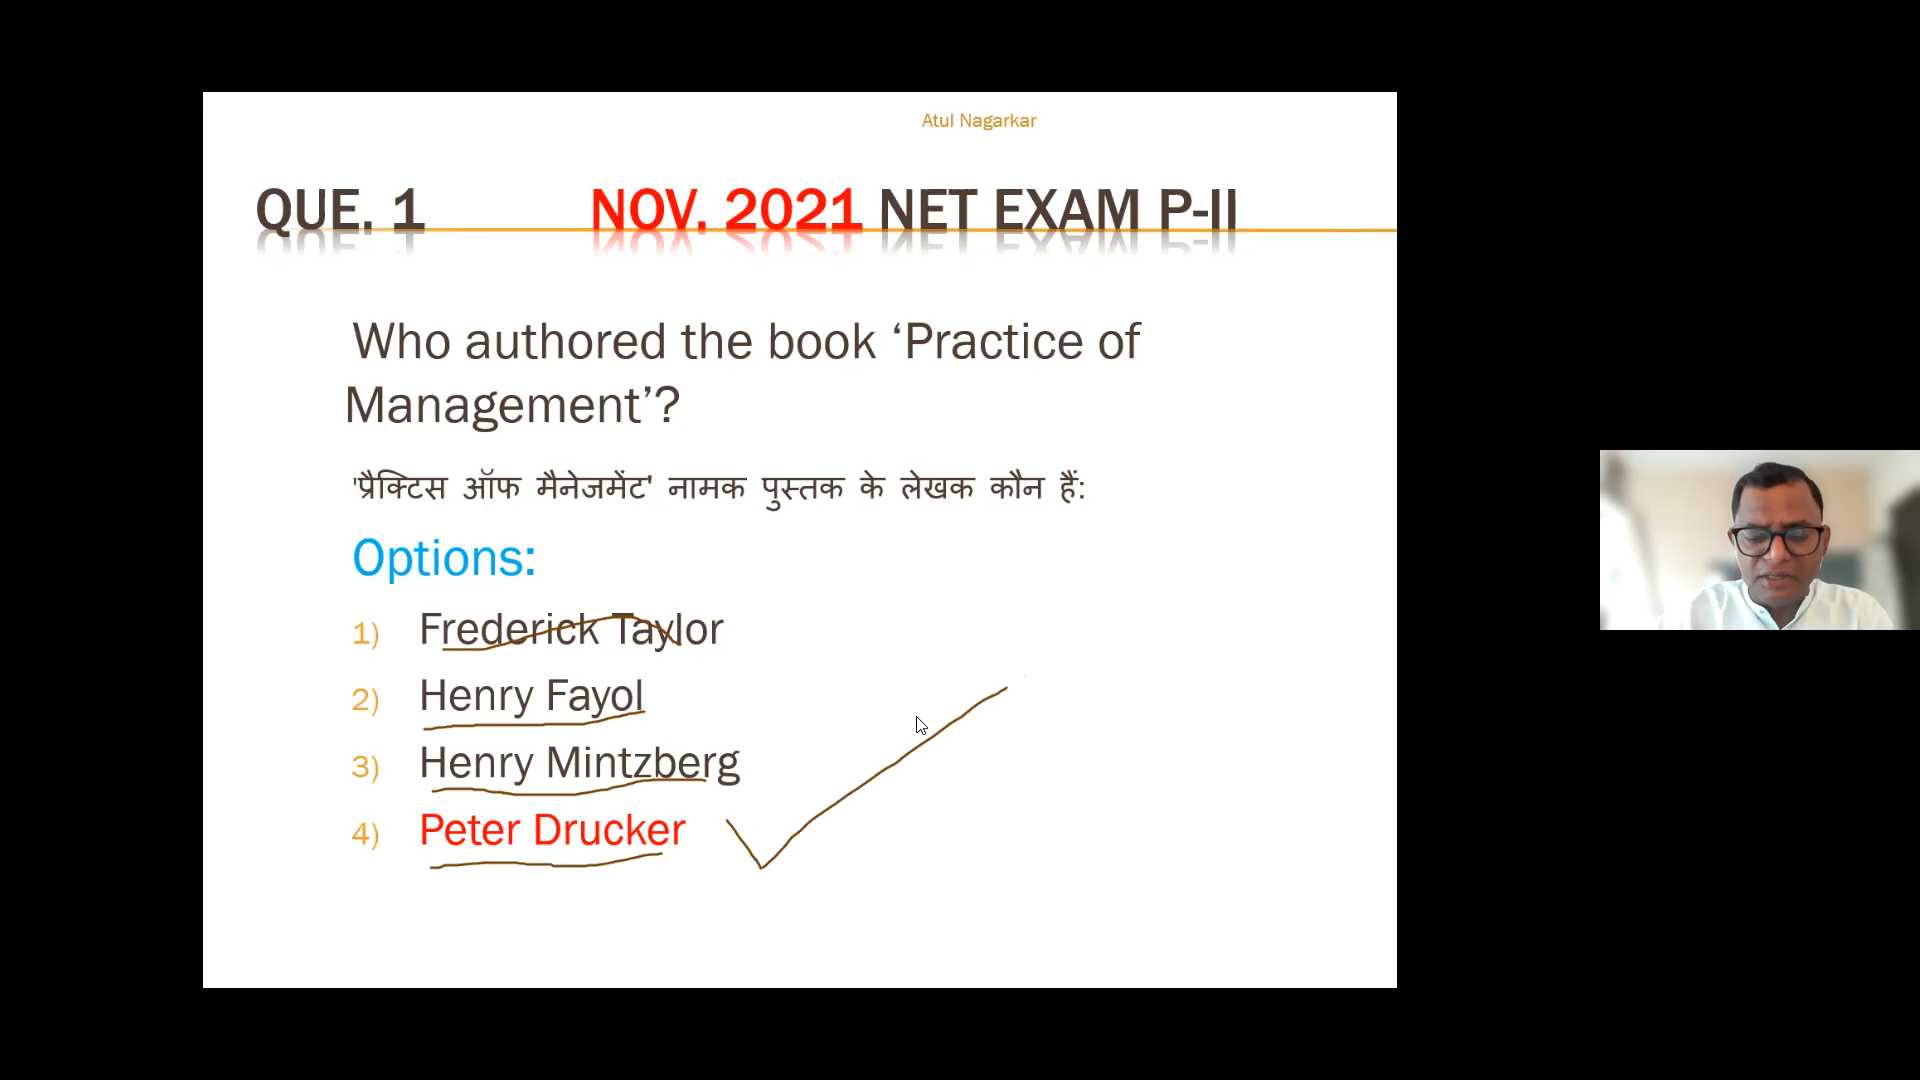 Atul Nagarkar
QUE. 1 NOV. 2021 NET EXAM P-II
Who authored the book ‘Practice of
Management’?
'प्रैक्टिस ऑफ मैनेजमेंट' नामक पुस्तक के लेखक कौन हैं:
Options:
1) Frederick Taylor
2) Henry Fayol
3) Henry Mintzberg
4) Peter Drucker